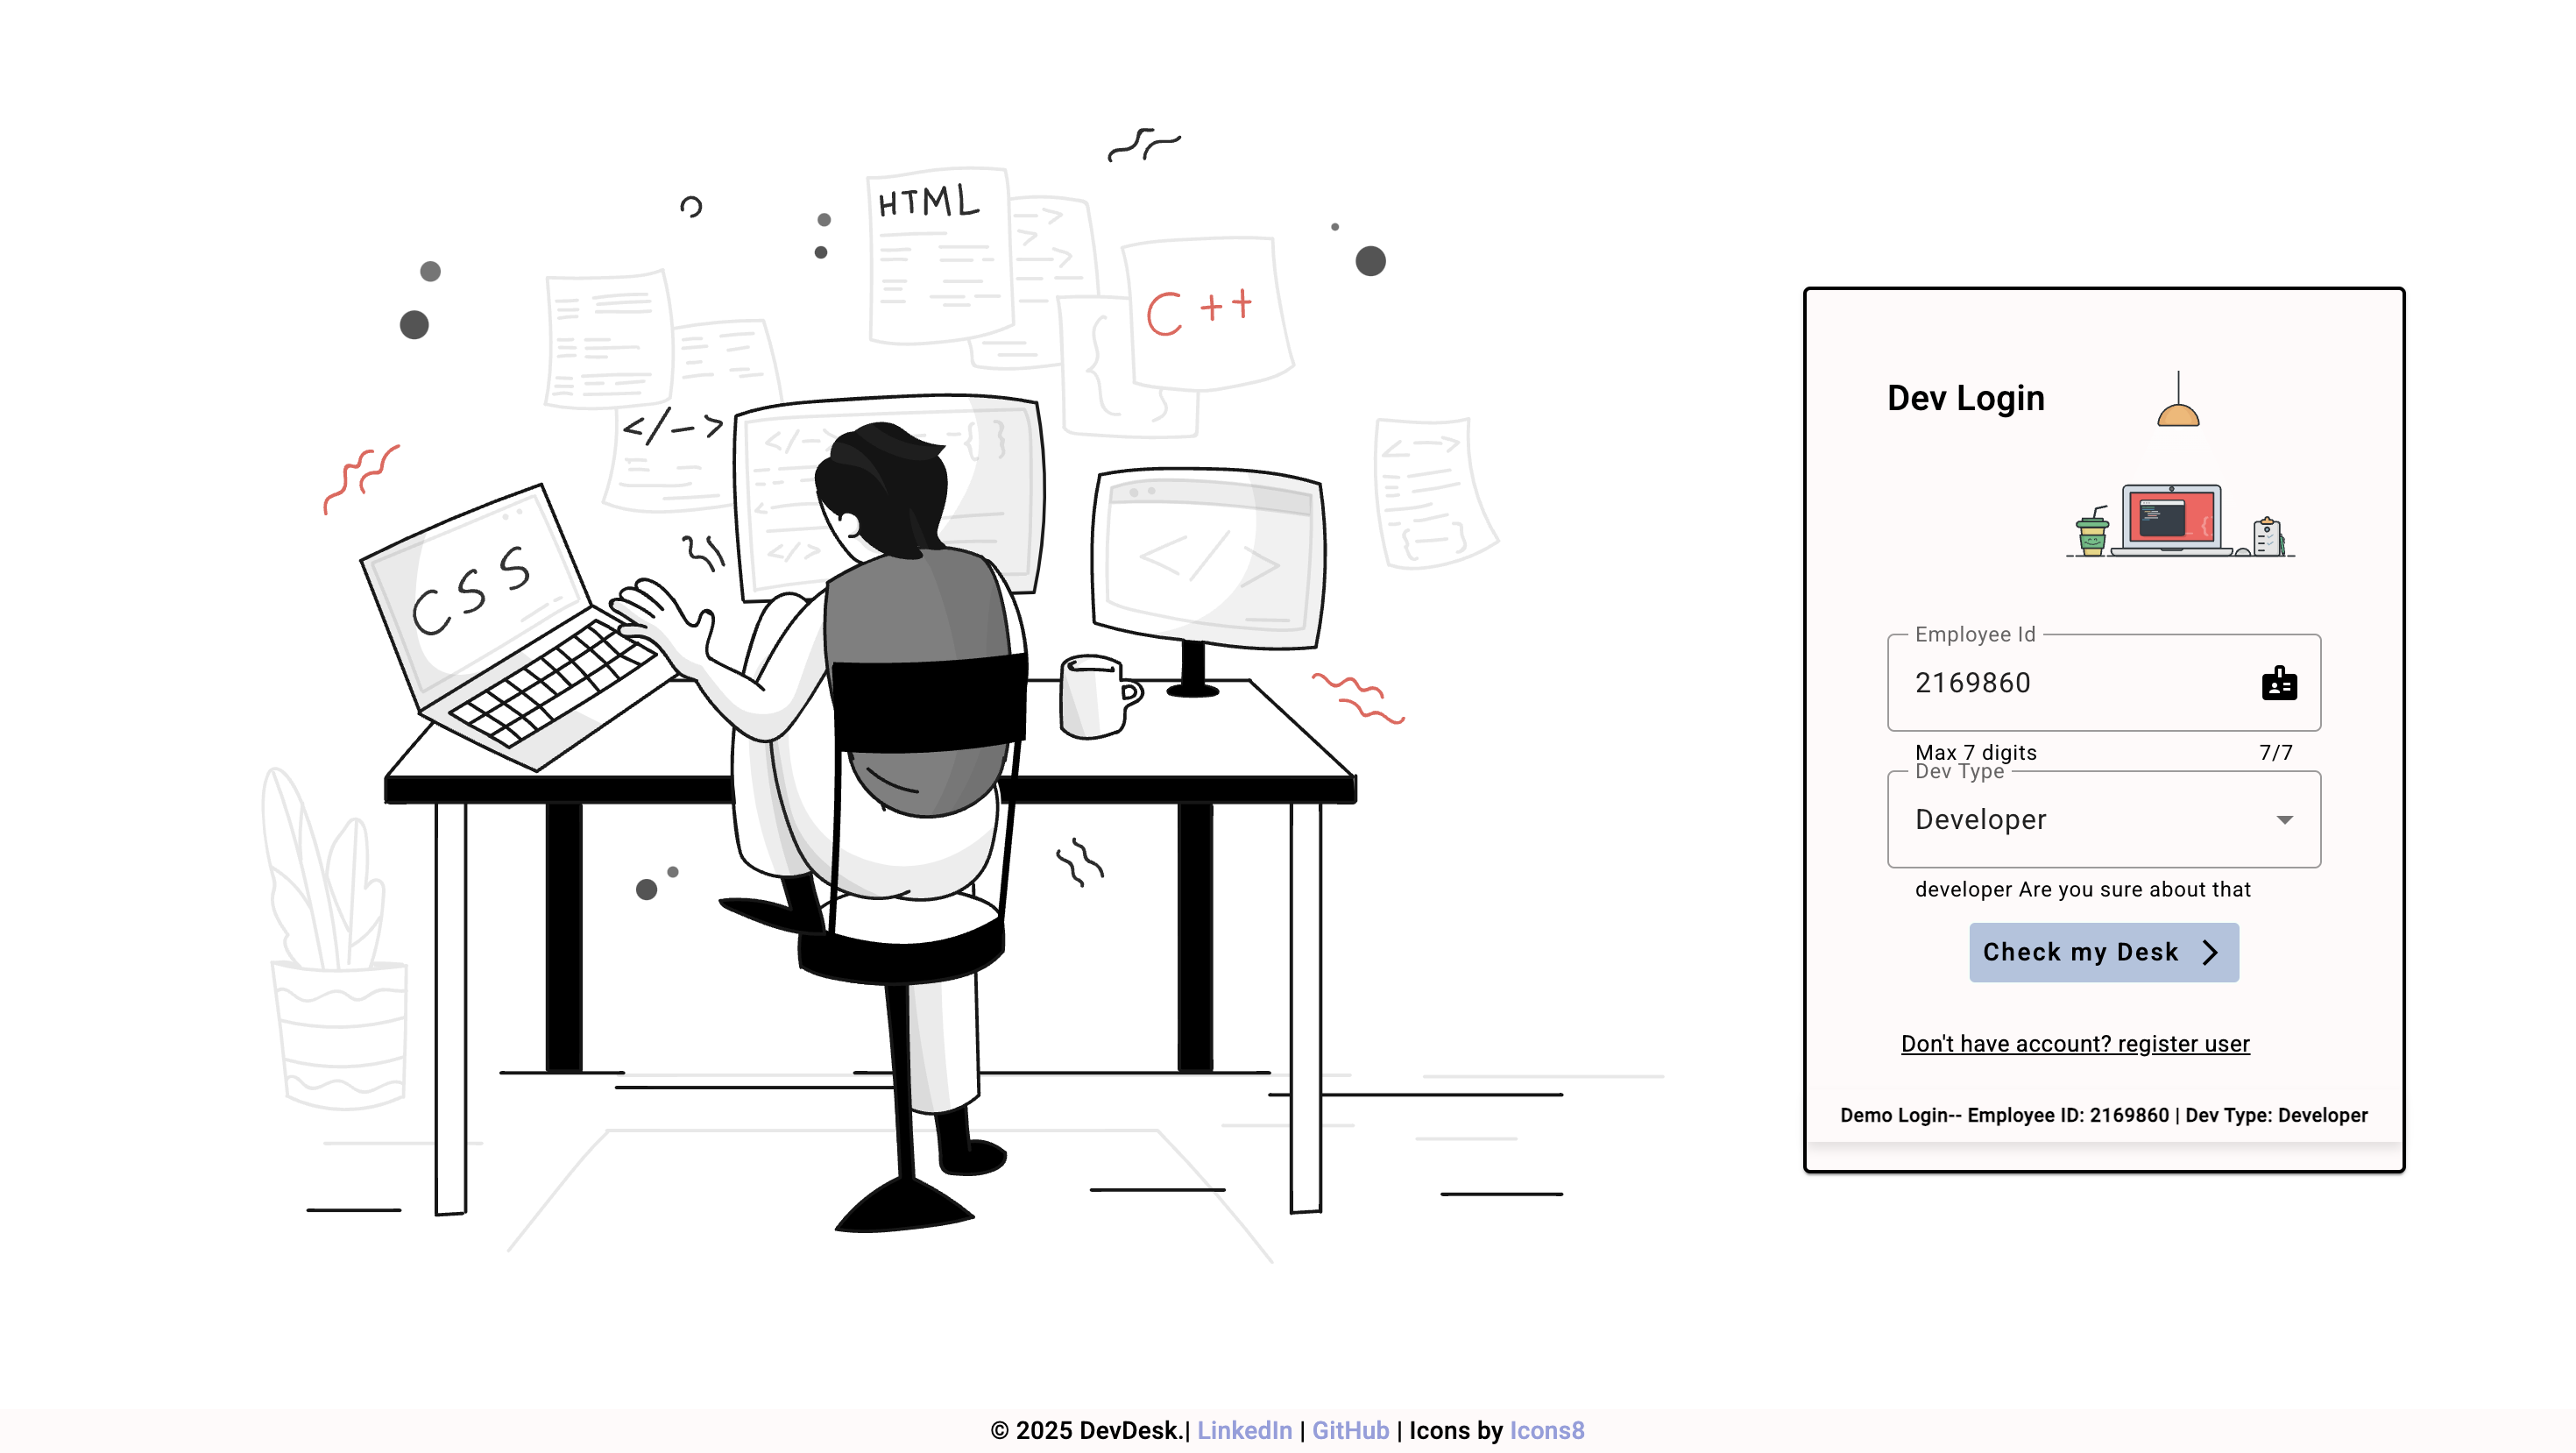 HTML
C++
</->
CSS
</>
</>
Dev Login
Employee Id
2169860
Max 7 digits 7/7
Dev Type
Developer
developer Are you sure about that
Check my Desk
Don't have account? register user
Demo Login-- Employee ID: 2169860 | Dev Type: Developer
© 2025 DevDesk.| LinkedIn | GitHub | Icons by Icons8